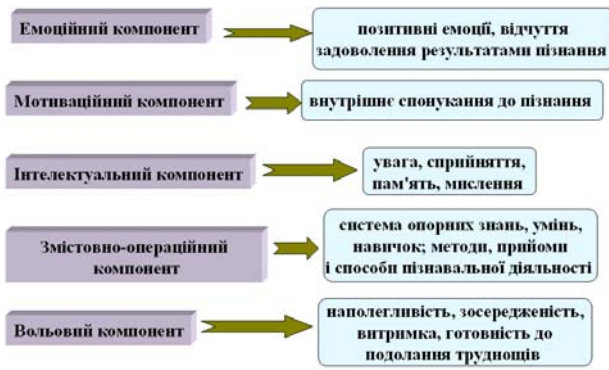 Емоційний компонент
позитивні емоції, відчуття
задоволення результатами пізнання
Мотиваційний компонент
внутрішнє спонукання до пізнання
Інтелектуальний компонент
увага, сприйняття,
пам'ять, мислення
Змістовно-операційний
компонент
система опорних знань, умінь,
навичок; методи, прийоми
і способи пізнавальної діяльності
Вольовий компонент
наполегливість, зосередженість,
витримка, готовність до
подолання труднощів